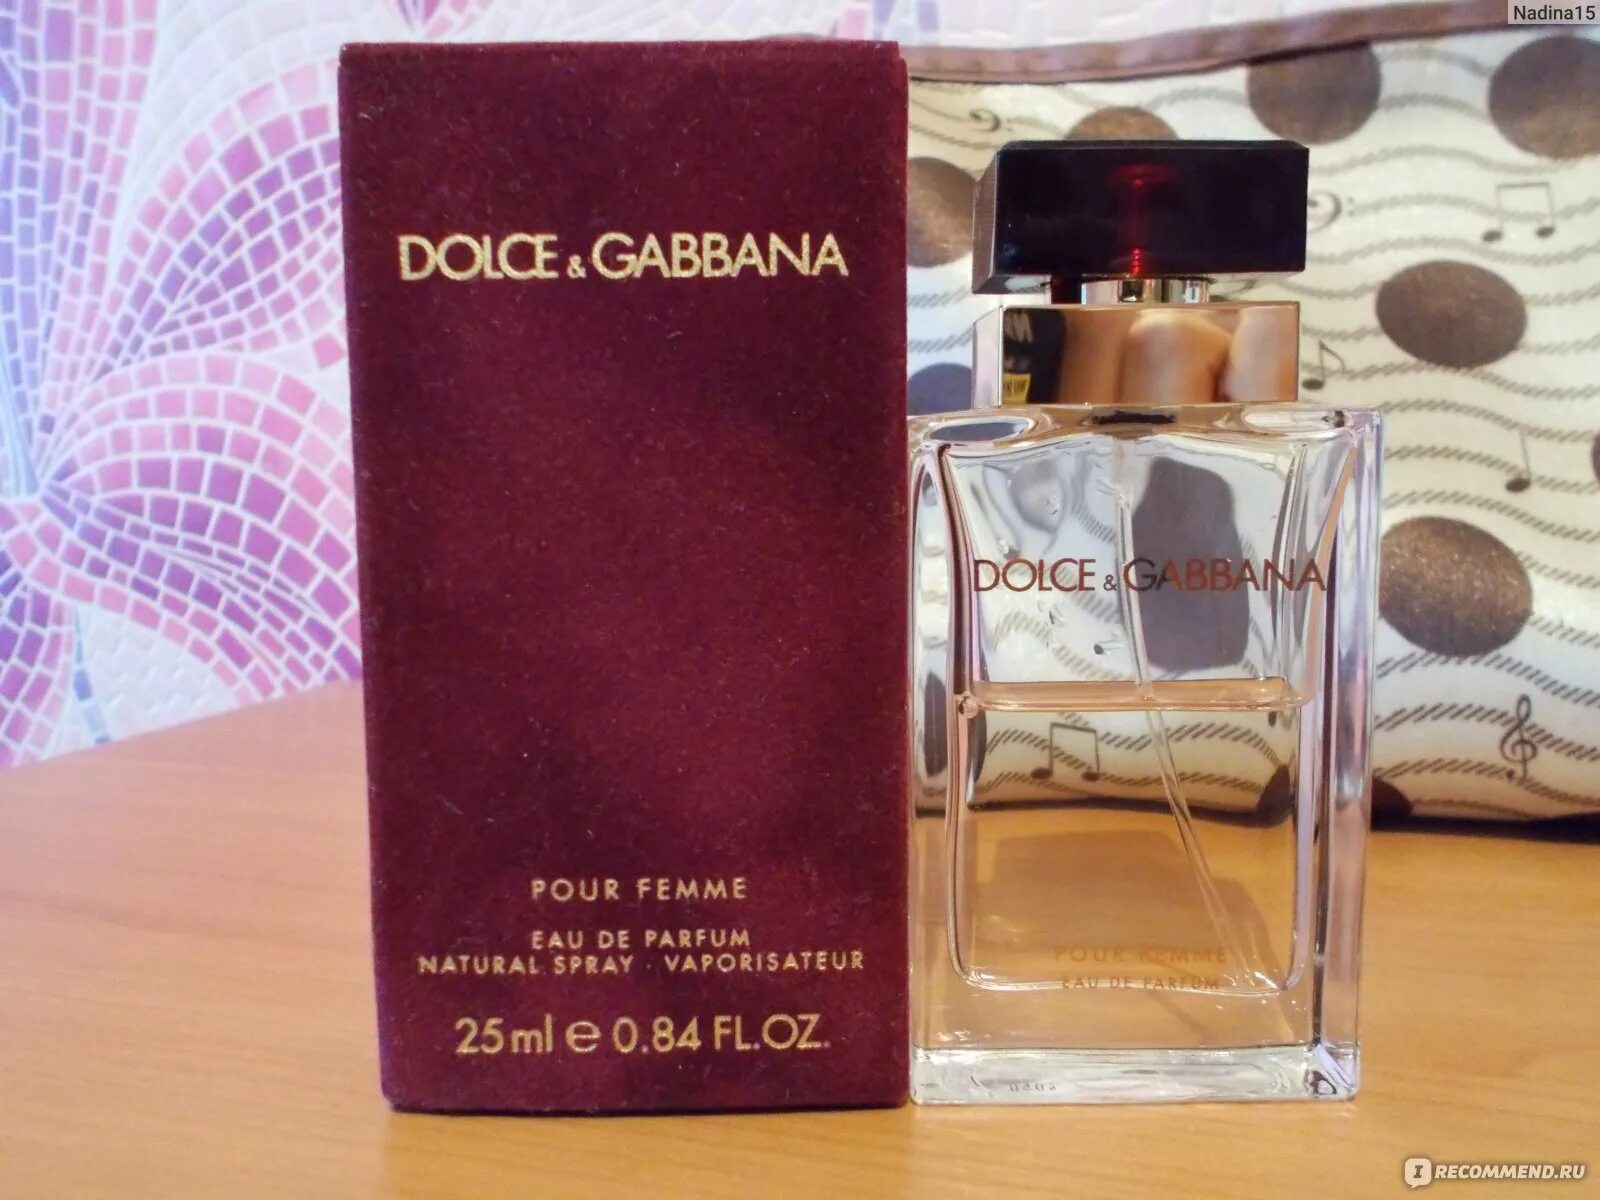 Nadina15
DOLCE & GABBANA
POUR FEMME
EAU DE PARFUM
NATURAL SPRAY · VAPORISATEUR
25ml e 0.84 FL.OZ.
DOLCE & GABBANA
POUR FEMME
EAU DE PARFUM
IRECOMMEND.RU